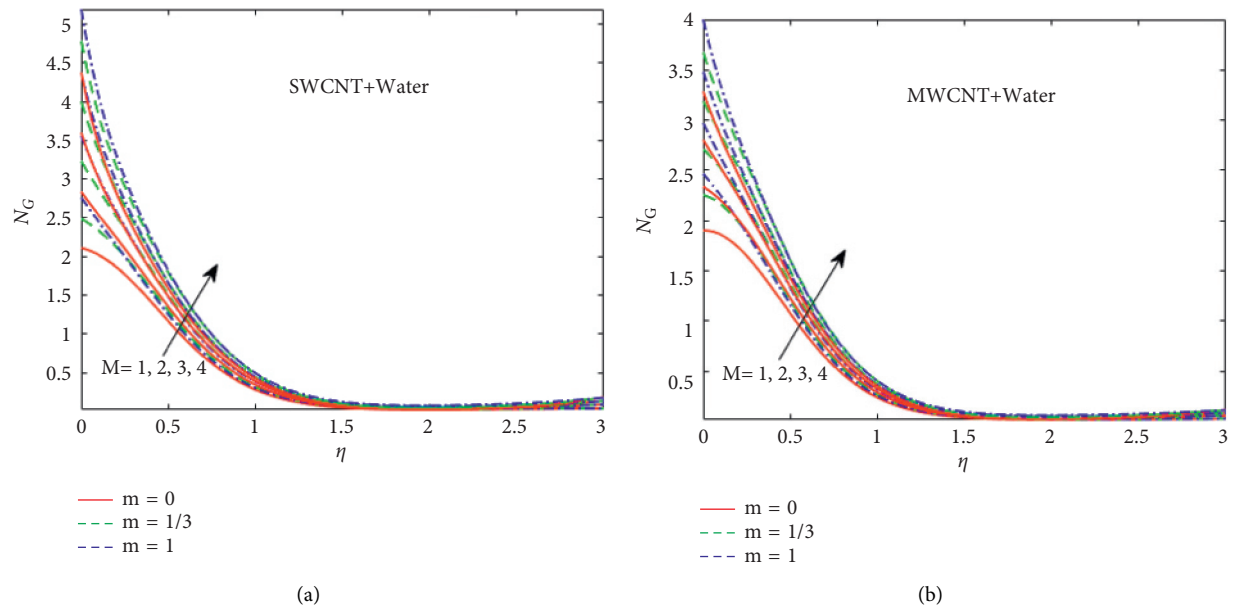 5
4.5
4
3.5
3
2.5
2
1.5
1
0.5
N_G
SWCNT+Water
M= 1, 2, 3, 4
0
0.5
1
1.5
2
2.5
3
η
m = 0
m = 1/3
m = 1
(a)
4
3.5
3
2.5
2
1.5
1
0.5
N_G
MWCNT+Water
M= 1, 2, 3, 4
0
0.5
1
1.5
2
2.5
3
η
m = 0
m = 1/3
m = 1
(b)